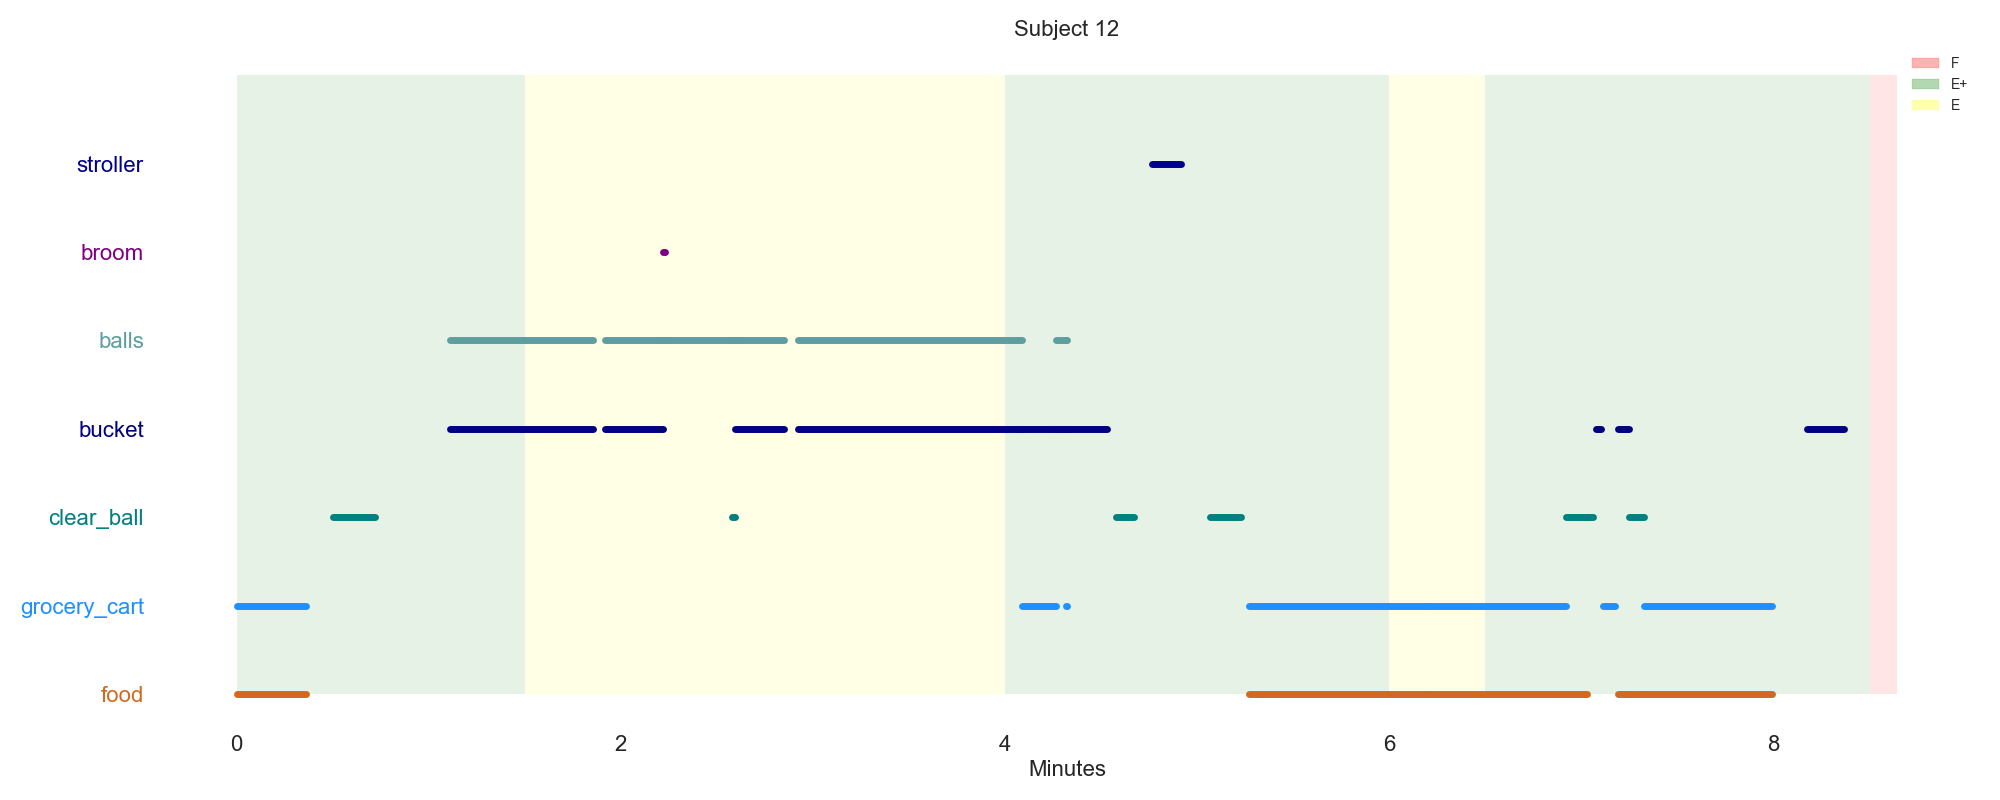 Subject 12
F
E+
E
stroller
broom
balls
bucket
clear_ball
grocery_cart
food
0 2 4 6 8
Minutes